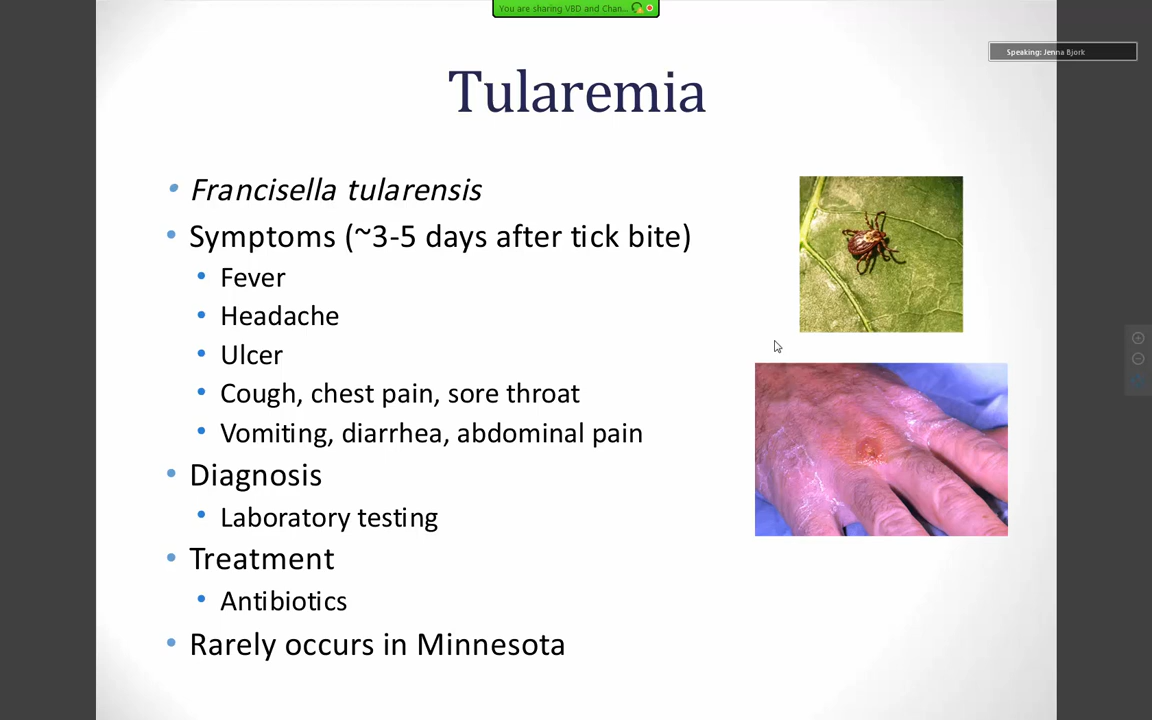 You are sharing VBD and Chan...
Speaking: Jenna Bjork
Tularemia
• Francisella tularensis
• Symptoms (~3-5 days after tick bite)
• Fever
• Headache
• Ulcer
• Cough, chest pain, sore throat
• Vomiting, diarrhea, abdominal pain
• Diagnosis
• Laboratory testing
• Treatment
• Antibiotics
• Rarely occurs in Minnesota